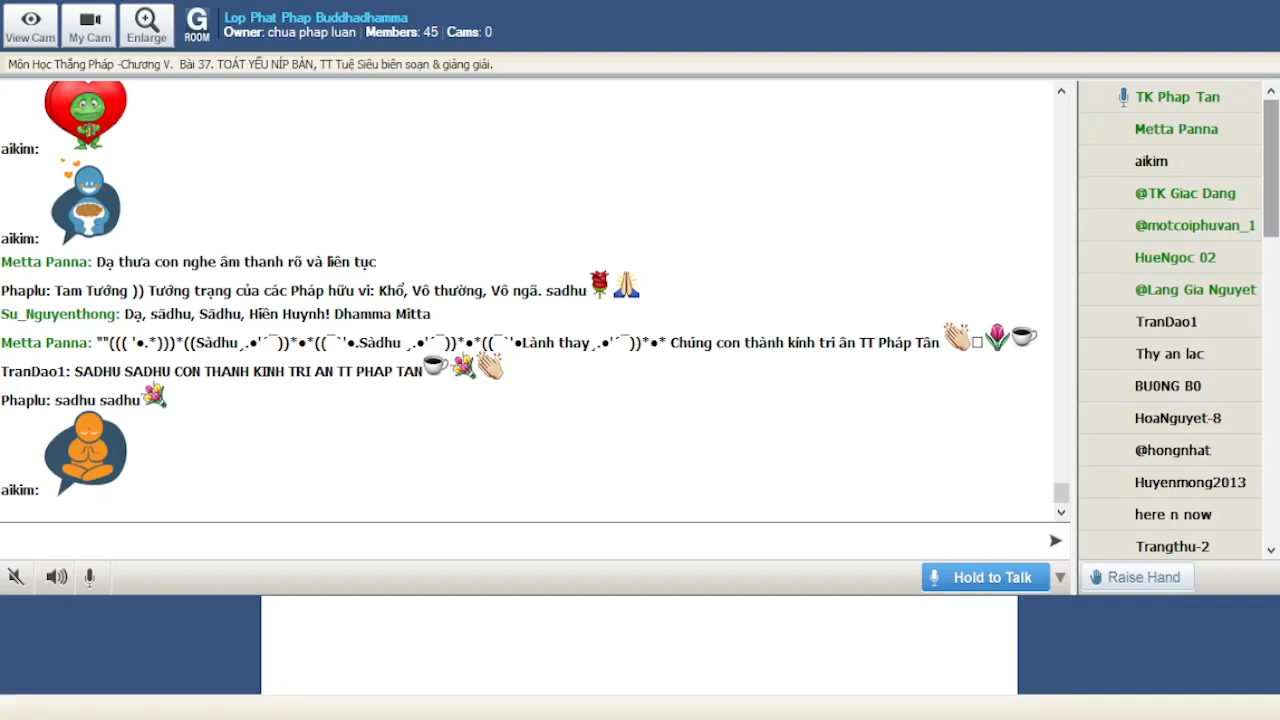 View Cam
My Cam
Enlarge
G
ROOM
Lop Phat Phap Buddhadhamma
Owner: chua phap luan | Members: 45 | Cams: 0
Môn Học Thắng Pháp -Chương V.  Bài 37. TOÁT YẾU NÍP BÀN, TT Tuệ Siêu biên soạn & giảng giải.
aikim:
aikim:
Metta Panna: Dạ thưa con nghe âm thanh rõ và liên tục
Phaplu: Tam Tướng )) Tướng trạng của các Pháp hữu vi: Khổ, Vô thường, Vô ngã. sadhu
Su_Nguyenthong: Dạ, sādhu, Sādhu, Hiền Huynh! Dhamma Mitta
Metta Panna: ""((( '●.*)))*((Sàdhu¸.●'´¯))*●*((¯`'●.Sàdhu ¸.●'´¯))*●*((¯`'●Lành thay¸.●'´¯))*●* Chúng con thành kính tri ân TT Pháp Tân
TranDao1: SADHU SADHU CON THANH KINH TRI AN TT PHAP TAN
Phaplu: sadhu sadhu
aikim:
Hold to Talk
TK Phap Tan
Metta Panna
aikim
@TK Giac Dang
@motcoiphuvan_1
HueNgoc 02
@Lang Gia Nguyet
TranDao1
Thy an lac
BU0NG B0
HoaNguyet-8
@hongnhat
Huyenmong2013
here n now
Trangthu-2
Raise Hand